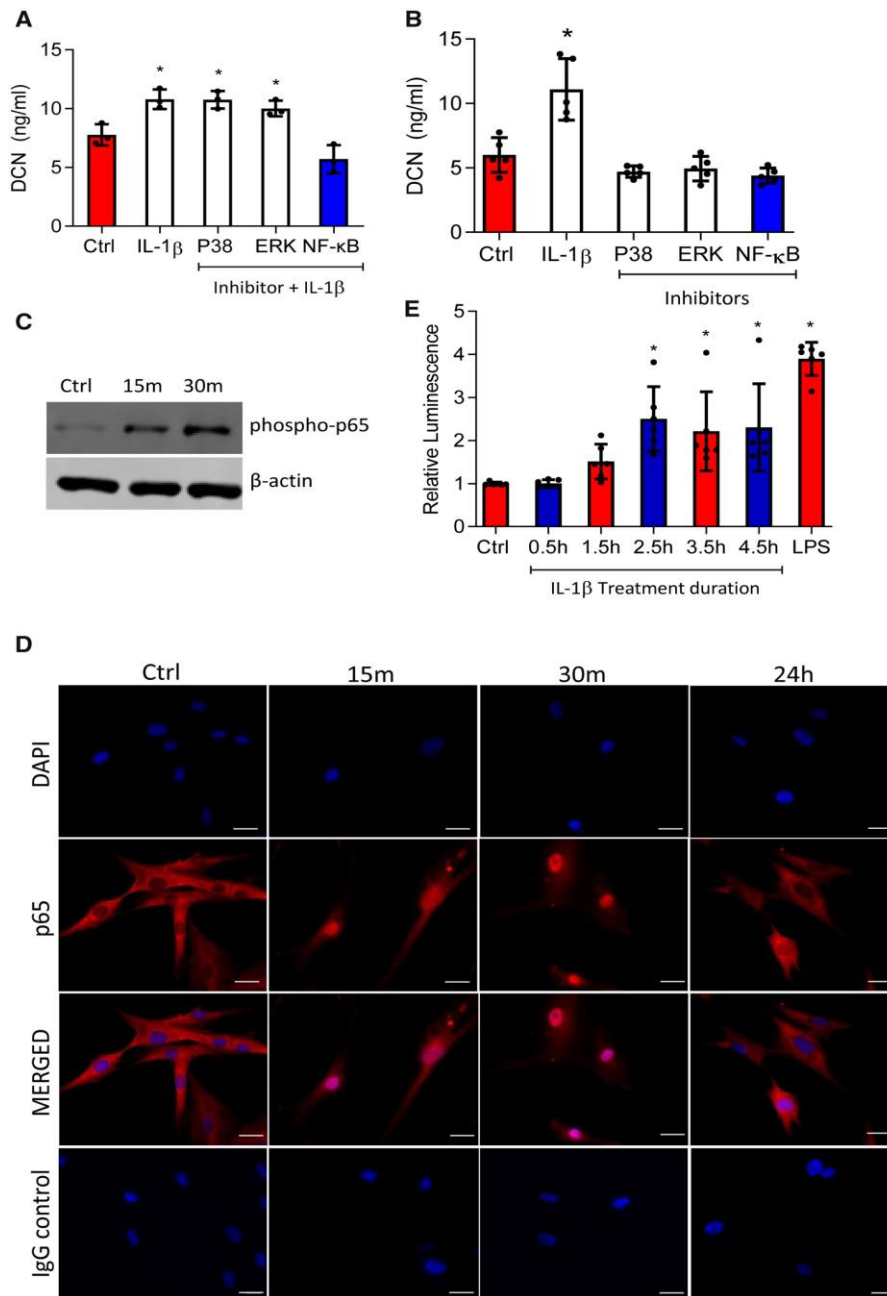 A
DCN (ng/ml)
15
10
5
0
*
*
*
Ctrl IL-1β P38 ERK NF-κB
Inhibitor + IL-1β
B
DCN (ng/ml)
15
10
5
0
*
Ctrl IL-1β P38 ERK NF-κB
Inhibitors
C
Ctrl 15m 30m
phospho-p65
β-actin
E
Relative Luminescence
5
4
3
2
1
0
*
*
*
*
Ctrl 0.5h 1.5h 2.5h 3.5h 4.5h LPS
IL-1β Treatment duration
D
Ctrl 15m 30m 24h
DAPI
p65
MERGED
IgG control